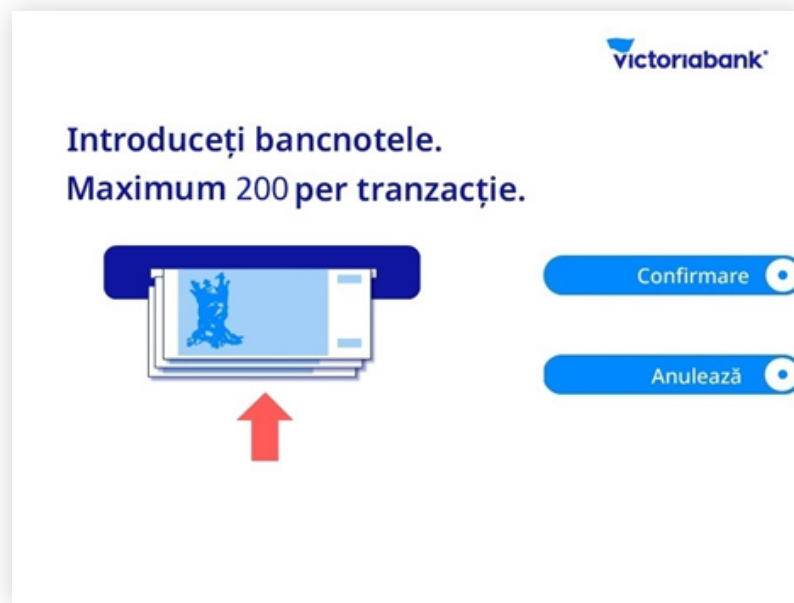 victoriabank
Introduceți bancnotele.
Maximum 200 per tranzacție.
Confirmare
Anulează